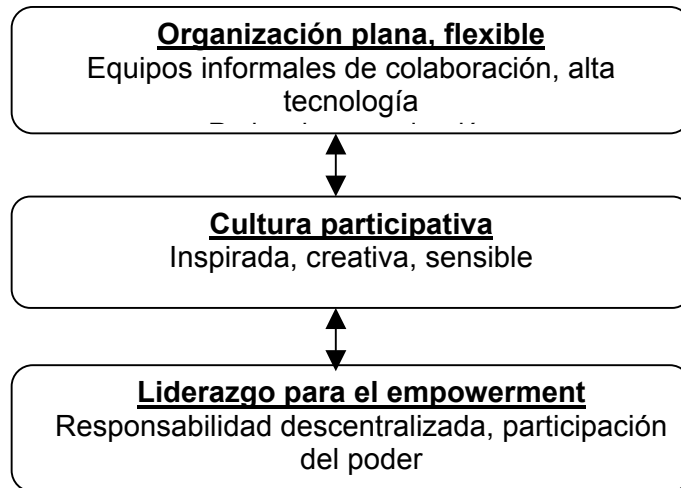 Organización plana, flexible
Equipos informales de colaboración, alta
tecnología
Cultura participativa
Inspirada, creativa, sensible
Liderazgo para el empowerment
Responsabilidad descentralizada, participación
del poder